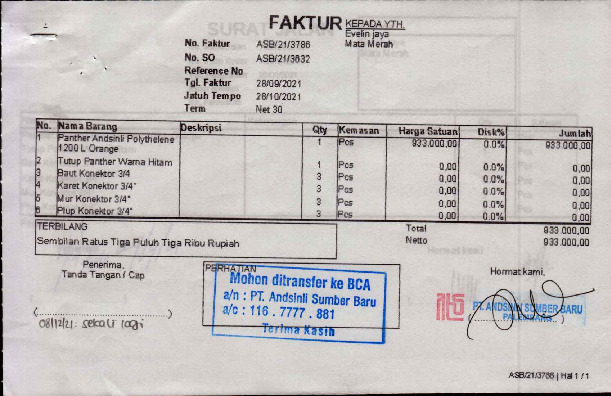 FAKTUR
KEPADA YTH.
Evelin jaya
Mata Merah
No. Faktur ASB/21/3786
No. SO ASB/21/3632
Reference No
Tgl. Faktur 28/09/2021
Jatuh Tempo 28/10/2021
Term Net 30
No. Nama Barang Deskripsi Qty Kemasan Harga Satuan Disk% Jumlah
1 Panther Andsinli Polythelene 1 Pcs 933.000,00 0.0% 933.000,00
1200 L Orange
2 Tutup Panther Warna Hitam 1 Pcs 0,00 0.0% 0,00
3 Baut Konektor 3/4 3 Pcs 0,00 0.0% 0,00
4 Karet Konektor 3/4" 3 Pcs 0,00 0.0% 0,00
5 Mur Konektor 3/4" 3 Pcs 0,00 0.0% 0,00
6 Plup Konektor 3/4" 3 Pcs 0,00 0.0% 0,00
TERBILANG
Sembilan Ratus Tiga Puluh Tiga Ribu Rupiah
Total 933.000,00
Netto 933.000,00
Penerima,
Tanda Tangan / Cap
(....................)
08/12/21: sekali lagi
PERHATIAN
Mohon ditransfer ke BCA
a/n : PT. Andsinli Sumber Baru
a/c : 116 . 7777 . 881
Terima Kasih
Hormat kami,
PT. ANDSINLI SUMBER BARU
PALEMBANG
ASB/21/3786 | Hal 1 / 1